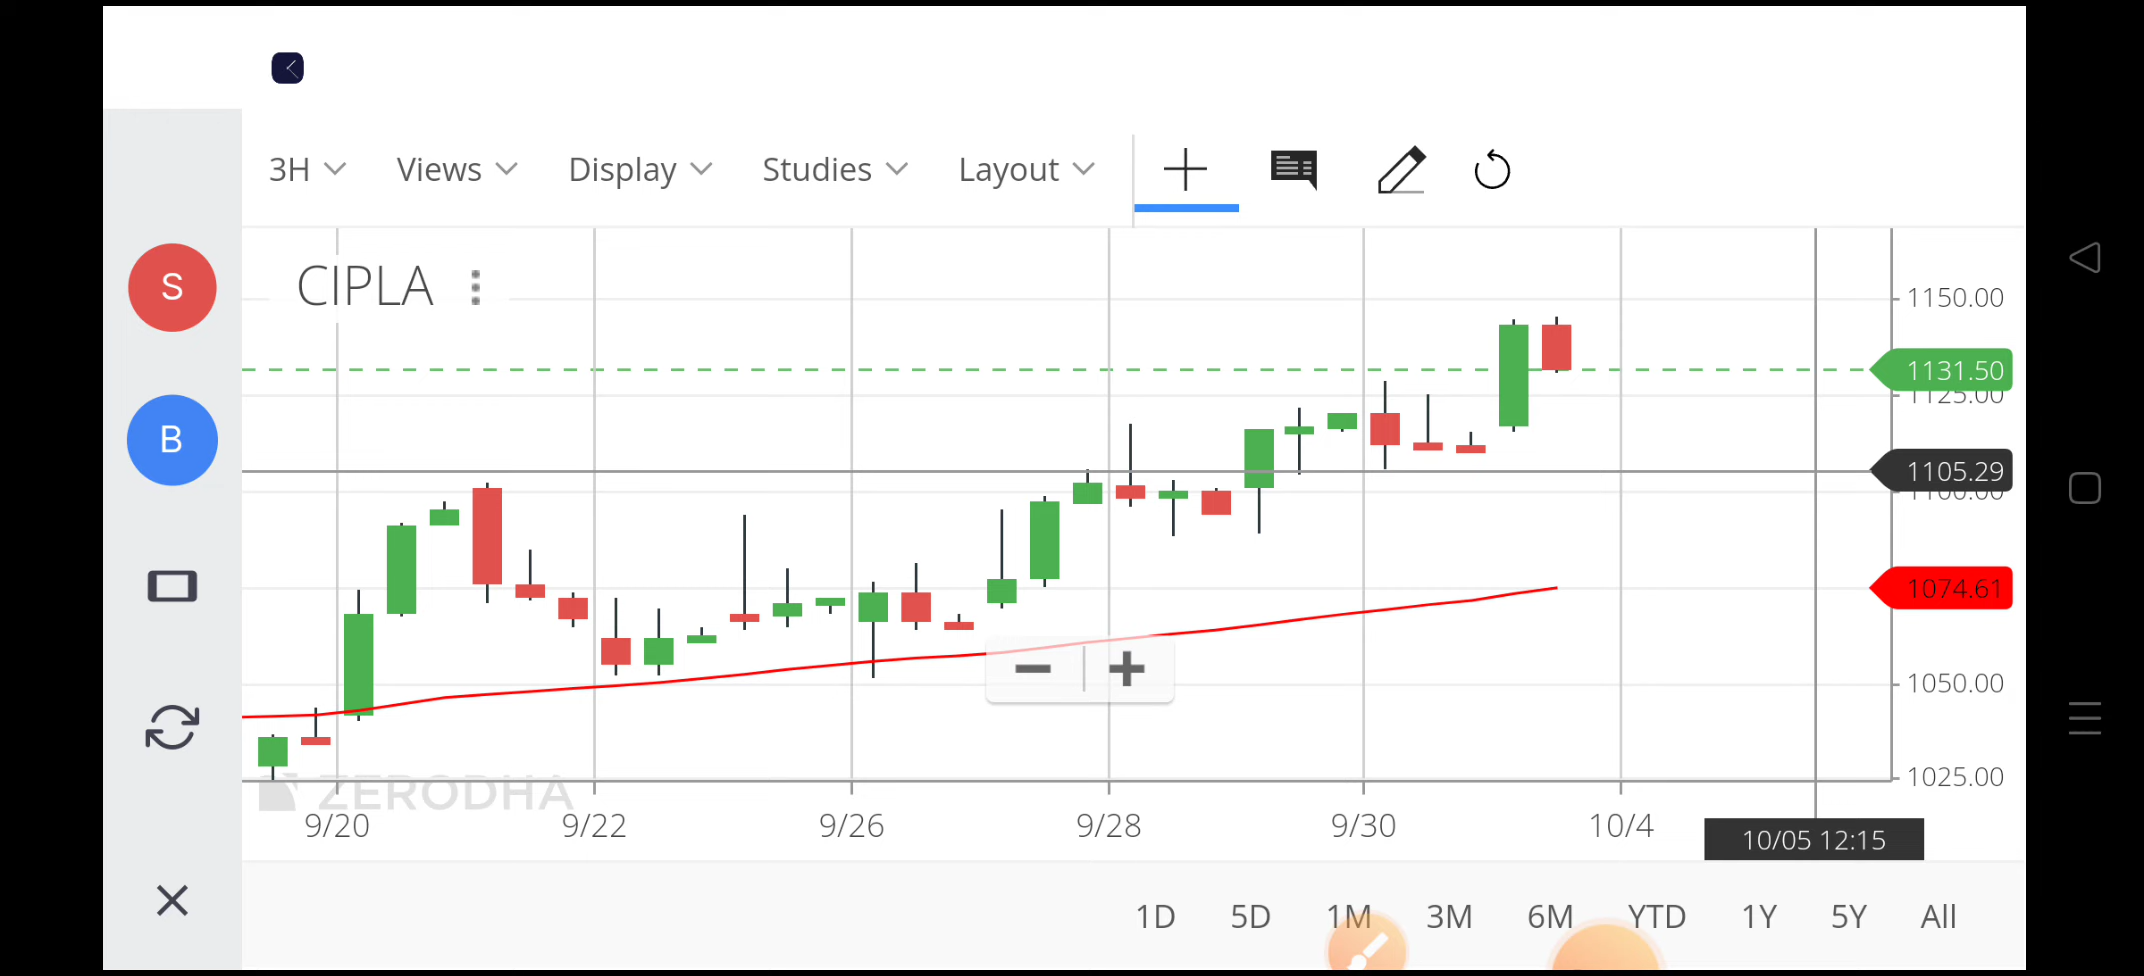 3H Views Display Studies Layout
CIPLA
S
B
1150.00
1131.50
1125.00
1105.29
1100.00
1074.61
1050.00
1025.00
ZERODHA
9/20 9/22 9/26 9/28 9/30 10/4
10/05 12:15
1D 5D 1M 3M 6M YTD 1Y 5Y All